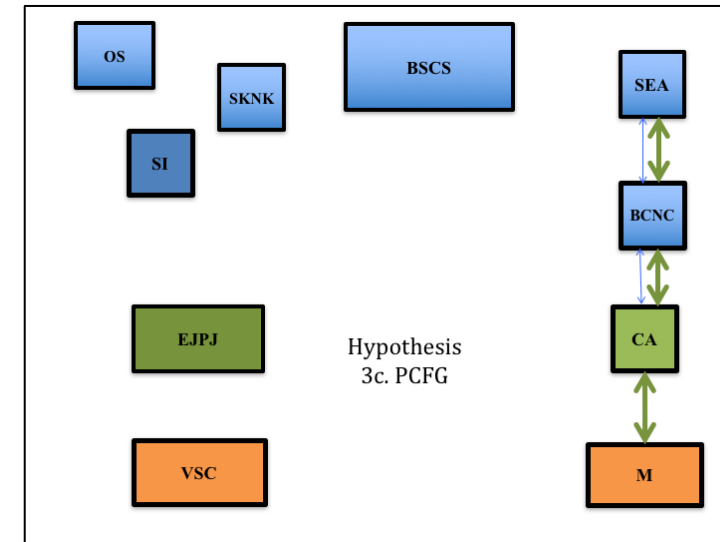 OS
BSCS
SKNK
SEA
SI
BCNC
EJPJ
CA
Hypothesis
3c. PCFG
VSC
M